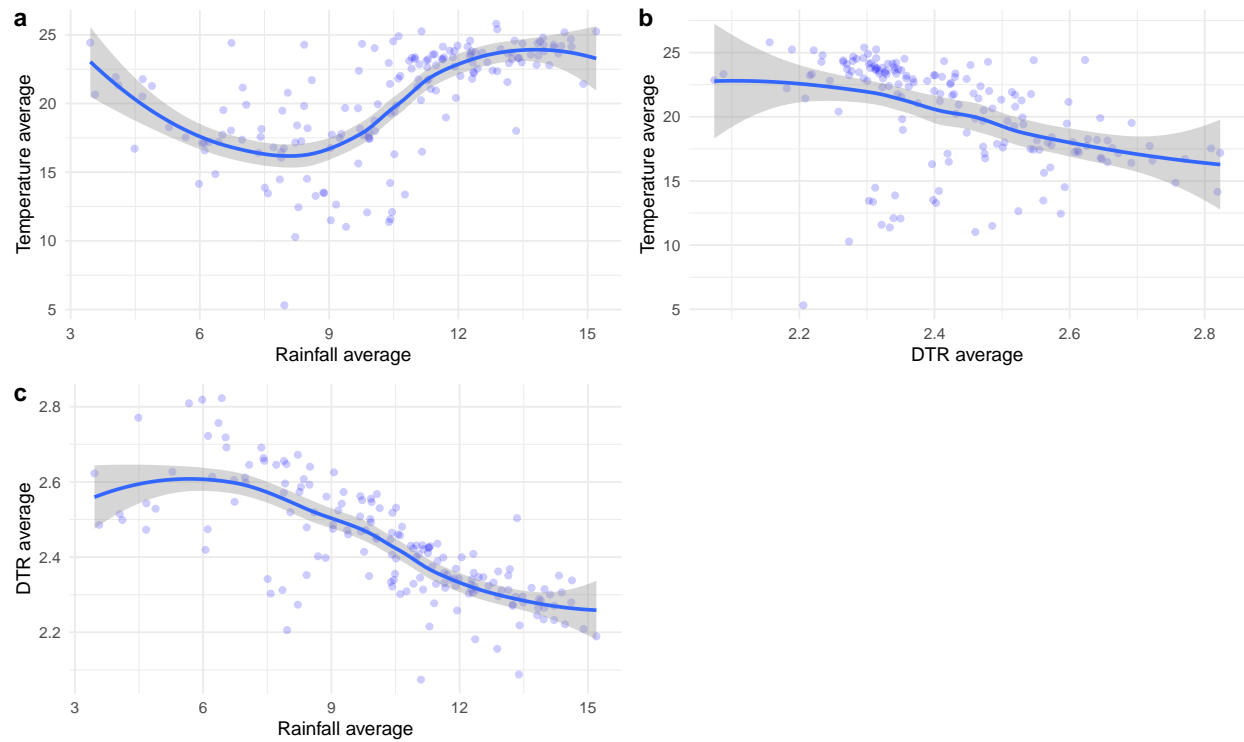 a
Temperature average
25
20
15
10
5
3 6 9 12 15
Rainfall average
b
Temperature average
25
20
15
10
5
2.2 2.4 2.6 2.8
DTR average
c
DTR average
2.8
2.6
2.4
2.2
3 6 9 12 15
Rainfall average